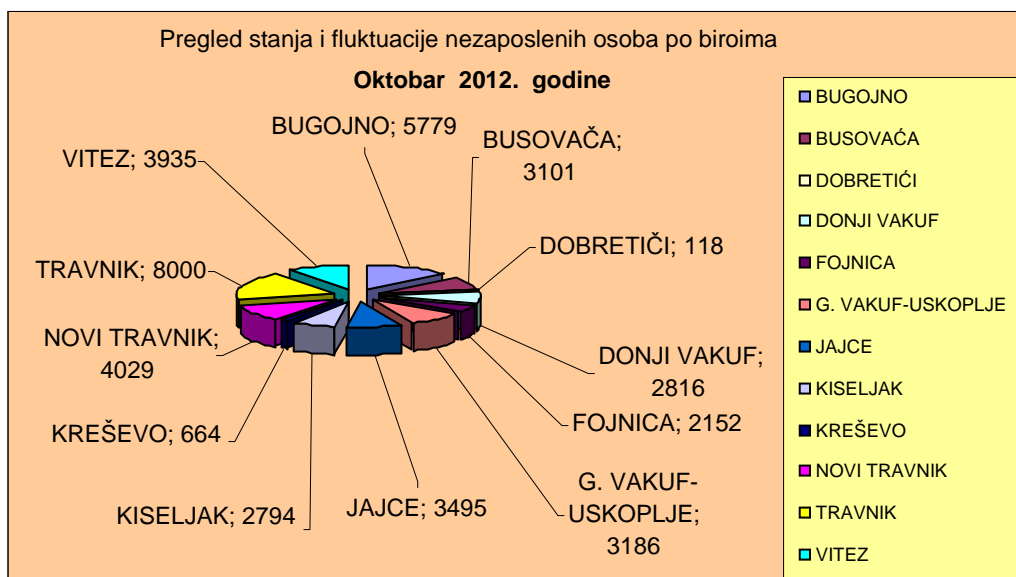 Pregled stanja i fluktuacije nezaposlenih osoba po biroima
Oktobar 2012. godine
BUGOJNO; 5779
BUSOVAČA;
3101
DOBRETIČI; 118
DONJI VAKUF;
2816
FOJNICA; 2152
G. VAKUF-
USKOPLJE;
3186
JAJCE; 3495
KISELJAK; 2794
KREŠEVO; 664
NOVI TRAVNIK;
4029
TRAVNIK; 8000
VITEZ; 3935
BUGOJNO
BUSOVAĆA
DOBRETIĆI
DONJI VAKUF
FOJNICA
G. VAKUF-USKOPLJE
JAJCE
KISELJAK
KREŠEVO
NOVI TRAVNIK
TRAVNIK
VITEZ